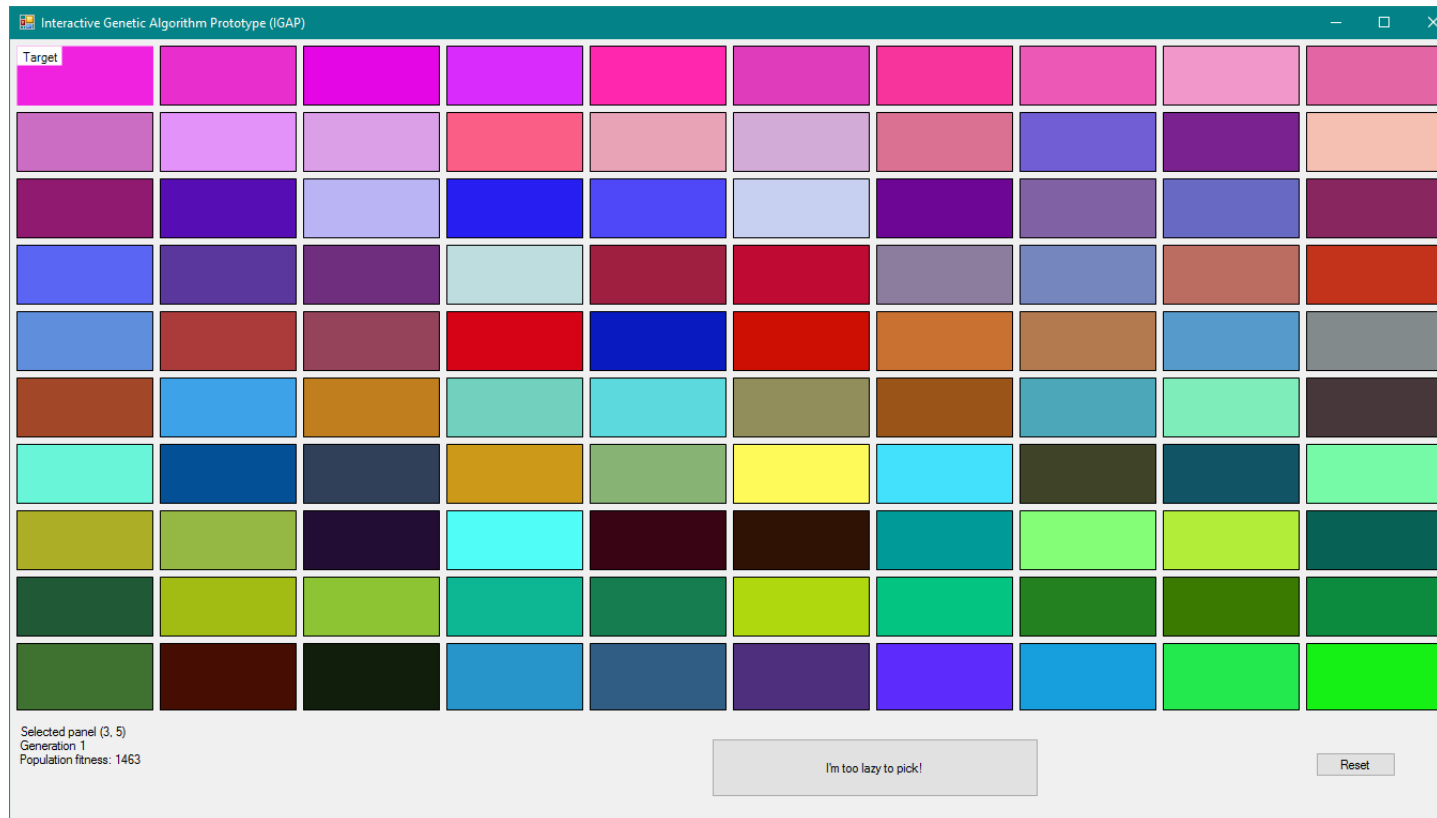 Interactive Genetic Algorithm Prototype (IGAP)
Target
Selected panel (3, 5)
Generation 1
Population fitness: 1463
I'm too lazy to pick!
Reset